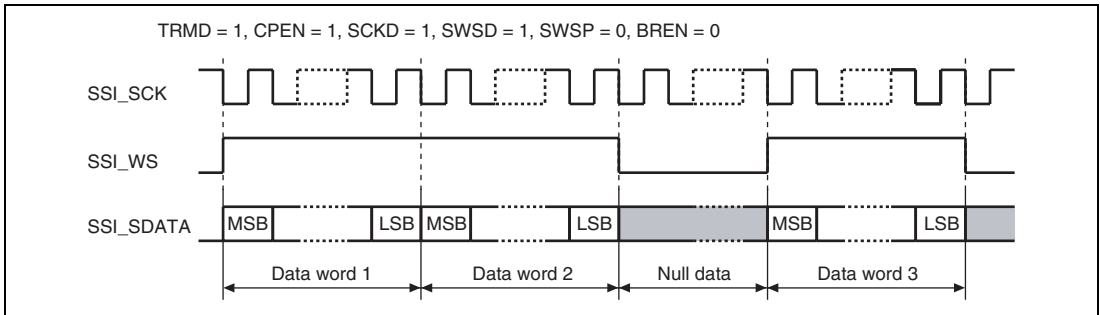 TRMD = 1, CPEN = 1, SCKD = 1, SWSD = 1, SWSP = 0, BREN = 0
SSI_SCK
SSI_WS
SSI_SDATA
MSB LSB MSB LSB MSB LSB
Data word 1 Data word 2 Null data Data word 3